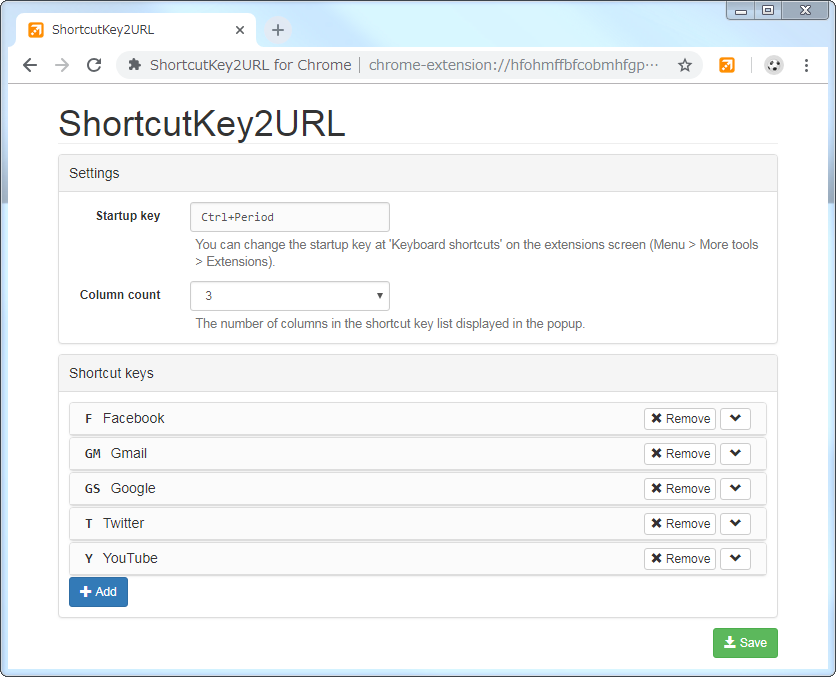 ShortcutKey2URL
ShortcutKey2URL for Chrome | chrome-extension://hfohmffbfcobmhfgp···
ShortcutKey2URL
Settings
Startup key
Ctrl+Period
You can change the startup key at 'Keyboard shortcuts' on the extensions screen (Menu > More tools
> Extensions).
Column count
3
The number of columns in the shortcut key list displayed in the popup.
Shortcut keys
F Facebook Remove
GM Gmail Remove
GS Google Remove
T Twitter Remove
Y YouTube Remove
Add
Save